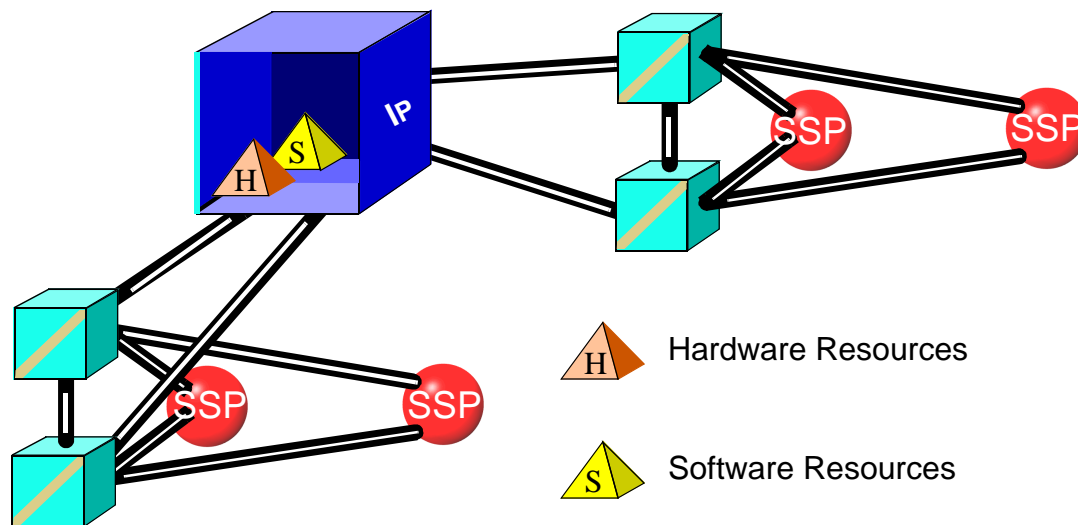 IP
S
H
SSP
SSP
SSP
SSP
H
Hardware Resources
S
Software Resources